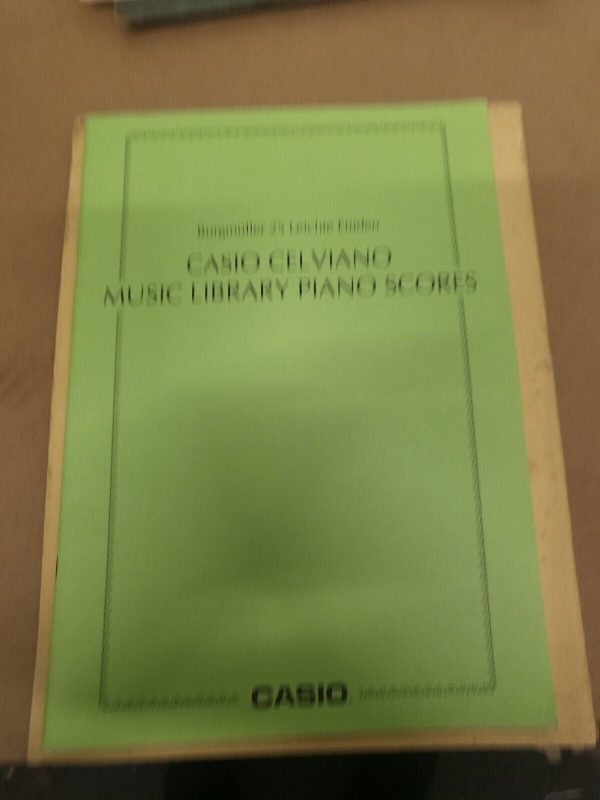 Burgmüller 25 Leichte Etüden
CASIO CELVIANO
MUSIC LIBRARY PIANO SCORES
CASIO